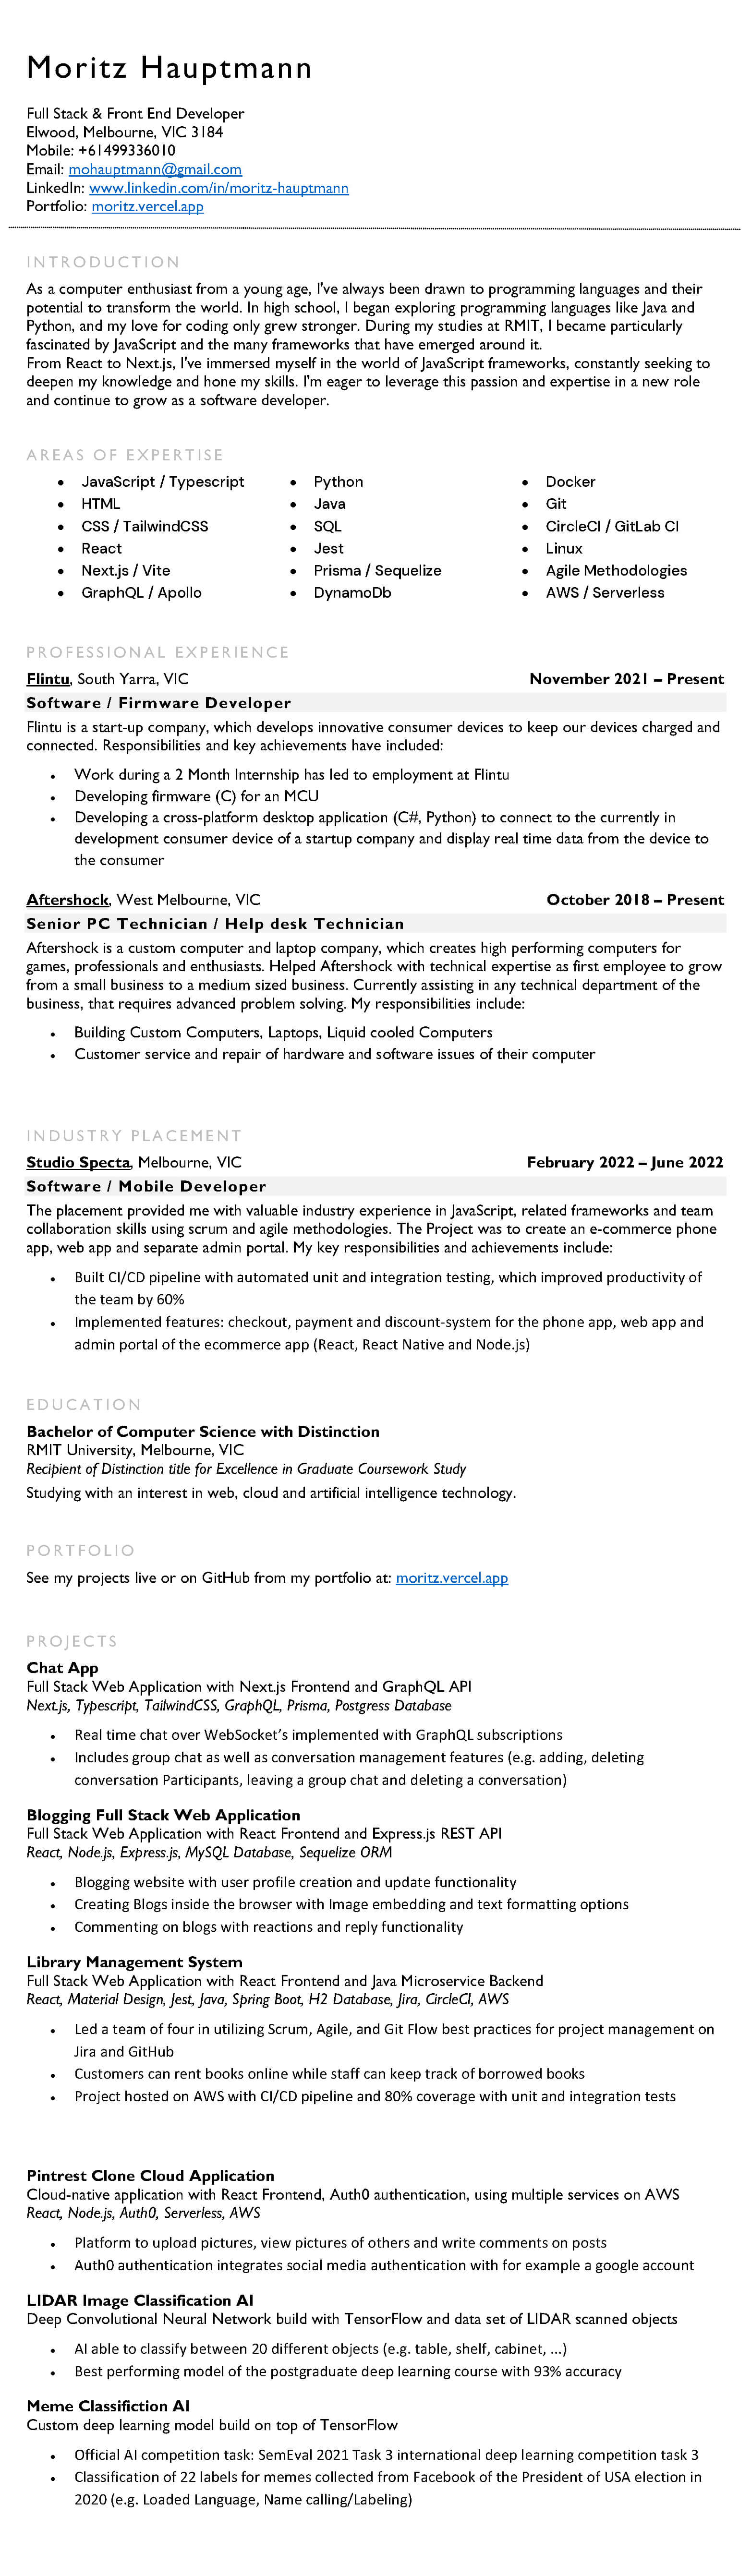 Moritz Hauptmann
Full Stack & Front End Developer
Elwood, Melbourne, VIC 3184
Mobile: +61499336010
Email: mohauptmann@gmail.com
LinkedIn: www.linkedin.com/in/moritz-hauptmann
Portfolio: moritz.vercel.app
INTRODUCTION
As a computer enthusiast from a young age, I've always been drawn to programming languages and their
potential to transform the world. In high school, I began exploring programming languages like Java and
Python, and my love for coding only grew stronger. During my studies at RMIT, I became particularly
fascinated by JavaScript and the many frameworks that have emerged around it.
From React to Next.js, I've immersed myself in the world of JavaScript frameworks, constantly seeking to
deepen my knowledge and hone my skills. I'm eager to leverage this passion and expertise in a new role
and continue to grow as a software developer.
AREAS OF EXPERTISE
• JavaScript / Typescript
• HTML
• CSS / TailwindCSS
• React
• Next.js / Vite
• GraphQL / Apollo
• Python
• Java
• SQL
• Jest
• Prisma / Sequelize
• DynamoDb
• Docker
• Git
• CircleCI / GitLab CI
• Linux
• Agile Methodologies
• AWS / Serverless
PROFESSIONAL EXPERIENCE
Flintu, South Yarra, VIC November 2021 – Present
Software / Firmware Developer
Flintu is a start-up company, which develops innovative consumer devices to keep our devices charged and
connected. Responsibilities and key achievements have included:
• Work during a 2 Month Internship has led to employment at Flintu
• Developing firmware (C) for an MCU
• Developing a cross-platform desktop application (C#, Python) to connect to the currently in
development consumer device of a startup company and display real time data from the device to
the consumer
Aftershock, West Melbourne, VIC October 2018 – Present
Senior PC Technician / Help desk Technician
Aftershock is a custom computer and laptop company, which creates high performing computers for
games, professionals and enthusiasts. Helped Aftershock with technical expertise as first employee to grow
from a small business to a medium sized business. Currently assisting in any technical department of the
business, that requires advanced problem solving. My responsibilities include:
• Building Custom Computers, Laptops, Liquid cooled Computers
• Customer service and repair of hardware and software issues of their computer
INDUSTRY PLACEMENT
Studio Specta, Melbourne, VIC February 2022 – June 2022
Software / Mobile Developer
The placement provided me with valuable industry experience in JavaScript, related frameworks and team
collaboration skills using scrum and agile methodologies. The Project was to create an e-commerce phone
app, web app and separate admin portal. My key responsibilities and achievements include:
• Built CI/CD pipeline with automated unit and integration testing, which improved productivity of
the team by 60%
• Implemented features: checkout, payment and discount-system for the phone app, web app and
admin portal of the ecommerce app (React, React Native and Node.js)
EDUCATION
Bachelor of Computer Science with Distinction
RMIT University, Melbourne, VIC
Recipient of Distinction title for Excellence in Graduate Coursework Study
Studying with an interest in web, cloud and artificial intelligence technology.
PORTFOLIO
See my projects live or on GitHub from my portfolio at: moritz.vercel.app
PROJECTS
Chat App
Full Stack Web Application with Next.js Frontend and GraphQL API
Next.js, Typescript, TailwindCSS, GraphQL, Prisma, Postgress Database
• Real time chat over WebSocket's implemented with GraphQL subscriptions
• Includes group chat as well as conversation management features (e.g. adding, deleting
conversation Participants, leaving a group chat and deleting a conversation)
Blogging Full Stack Web Application
Full Stack Web Application with React Frontend and Express.js REST API
React, Node.js, Express.js, MySQL Database, Sequelize ORM
• Blogging website with user profile creation and update functionality
• Creating Blogs inside the browser with Image embedding and text formatting options
• Commenting on blogs with reactions and reply functionality
Library Management System
Full Stack Web Application with React Frontend and Java Microservice Backend
React, Material Design, Jest, Java, Spring Boot, H2 Database, Jira, CircleCI, AWS
• Led a team of four in utilizing Scrum, Agile, and Git Flow best practices for project management on
Jira and GitHub
• Customers can rent books online while staff can keep track of borrowed books
• Project hosted on AWS with CI/CD pipeline and 80% coverage with unit and integration tests
Pintrest Clone Cloud Application
Cloud-native application with React Frontend, Auth0 authentication, using multiple services on AWS
React, Node.js, Auth0, Serverless, AWS
• Platform to upload pictures, view pictures of others and write comments on posts
• Auth0 authentication integrates social media authentication with for example a google account
LIDAR Image Classification AI
Deep Convolutional Neural Network build with TensorFlow and data set of LIDAR scanned objects
• AI able to classify between 20 different objects (e.g. table, shelf, cabinet, ...)
• Best performing model of the postgraduate deep learning course with 93% accuracy
Meme Classifiction AI
Custom deep learning model build on top of TensorFlow
• Official AI competition task: SemEval 2021 Task 3 international deep learning competition task 3
• Classification of 22 labels for memes collected from Facebook of the President of USA election in
2020 (e.g. Loaded Language, Name calling/Labeling)